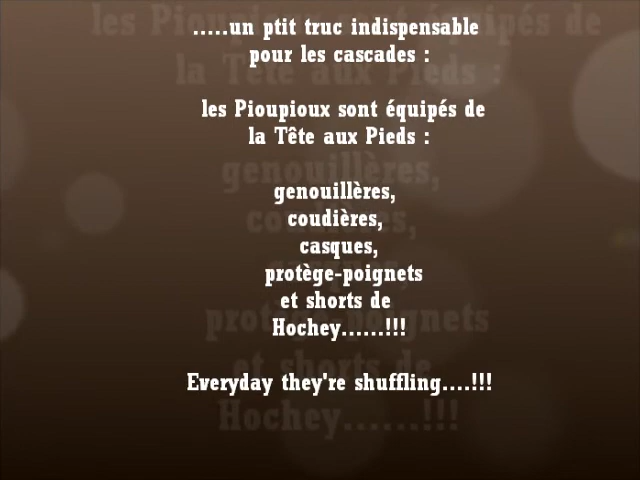 .....un ptit truc indispensable
pour les cascades :
les Pioupioux sont équipés de
la Tête aux Pieds :
genouillères,
coudières,
casques,
protège-poignets
et shorts de
Hochey......!!!
Everyday they're shuffling....!!!